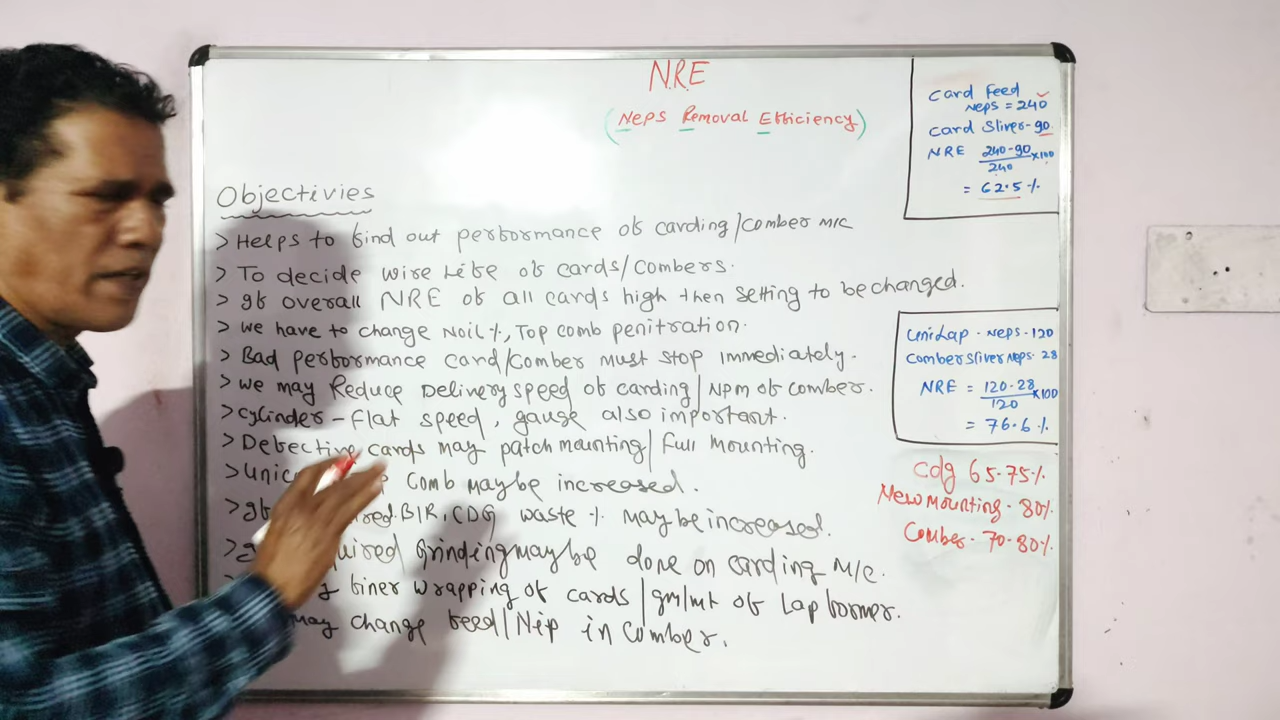 N.R.E
(Neps Removal Efficiency)
Objectivies
> Helps to find out performance of carding/Comber M/C
> To decide wire Life of cards/Combers.
> If overall NRE of all cards high then setting to be changed.
> We have to change Noil %, Top comb penitration.
> Bad performance card/Comber must stop immediately.
> We may Reduce Delivery speed of carding/Npm of comber.
> Cylinder - Flat speed, gauge also important.
> Defective cards may patch mounting/Full Mounting.
> Comb may be increased.
> If B/R, CDG waste % may be increased.
> grinding may be done on carding M/c.
finer wrapping of cards/gm/mt of Lap former.
may change feed/Nip in Comber.
Card Feed
Neps = 240
Card Sliver - 90.
NRE 240-90/240 x100
= 62.5 %
UniLap - Neps - 120
Comber Sliver Neps - 28
NRE = 120-28/120 x100
= 76.6 %
Cdg 65-75%
New mounting - 80%
Comber - 70-80%